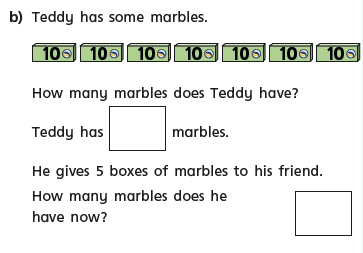 b) Teddy has some marbles.
10 10 10 10 10 10 10
How many marbles does Teddy have?
Teddy has marbles.
He gives 5 boxes of marbles to his friend.
How many marbles does he
have now?